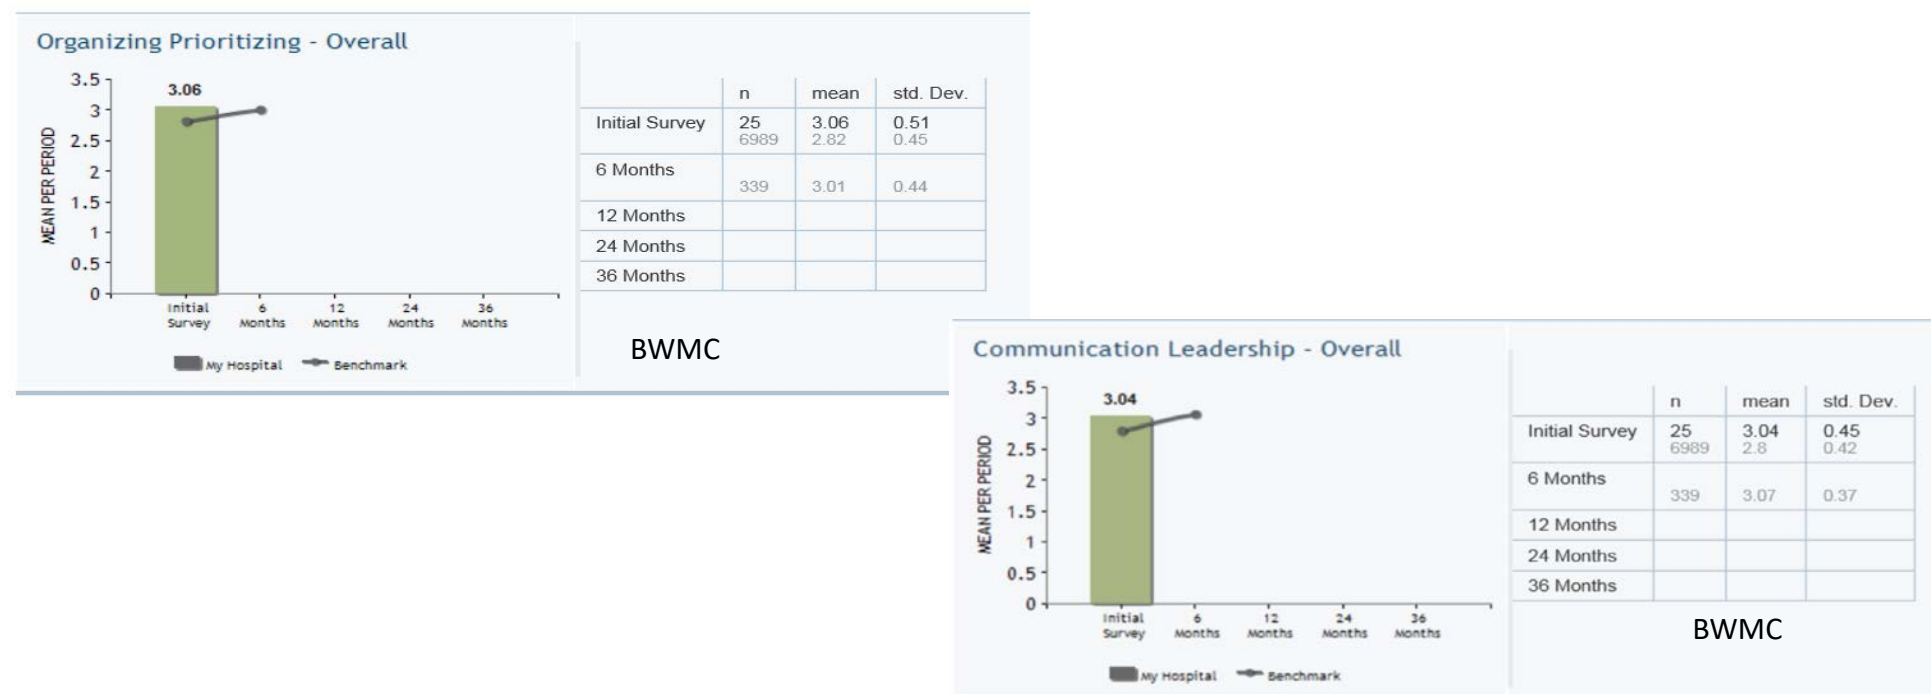 Organizing Prioritizing - Overall
3.5
3
2.5
2
1.5
1
0.5
0
MEAN PER PERIOD
3.06
Initial Survey
6 Months
12 Months
24 Months
36 Months
My Hospital Benchmark
n mean std. Dev.
Initial Survey 25 3.06 0.51
6989 2.82 0.45
6 Months
339 3.01 0.44
12 Months
24 Months
36 Months
BWMC
Communication Leadership - Overall
3.5
3
2.5
2
1.5
1
0.5
0
MEAN PER PERIOD
3.04
Initial Survey
6 Months
12 Months
24 Months
36 Months
My Hospital Benchmark
n mean std. Dev.
Initial Survey 25 3.04 0.45
6989 2.8 0.42
6 Months
339 3.07 0.37
12 Months
24 Months
36 Months
BWMC